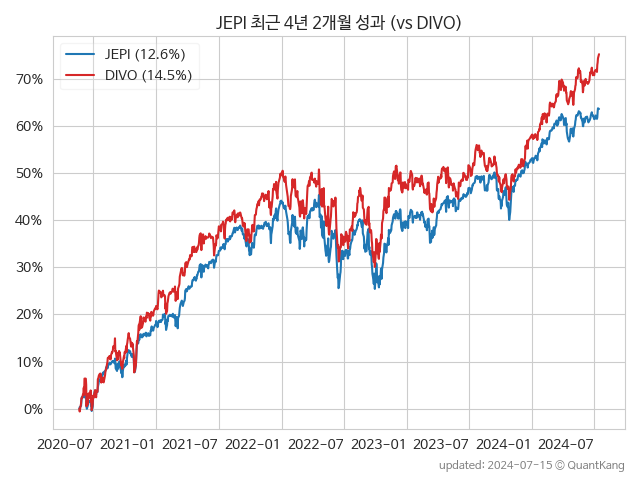 JEPI 최근 4년 2개월 성과 (vs DIVO)
JEPI (12.6%)
DIVO (14.5%)
70%
60%
50%
40%
30%
20%
10%
0%
2020-07 2021-01 2021-07 2022-01 2022-07 2023-01 2023-07 2024-01 2024-07
updated: 2024-07-15 © QuantKang